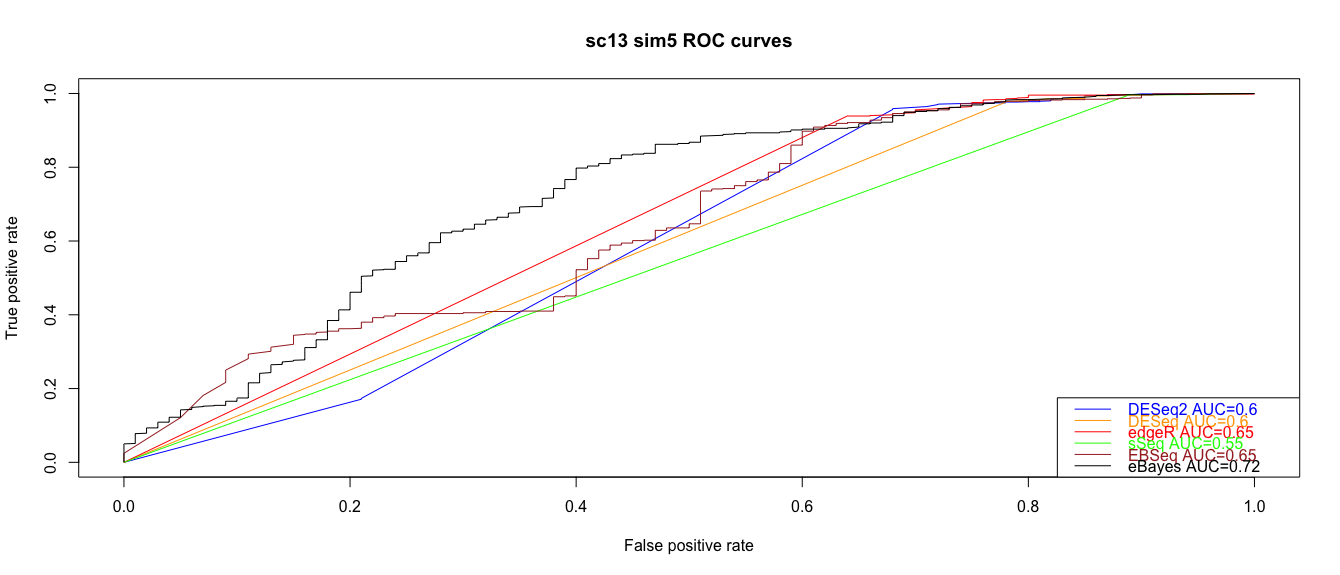 sc13 sim5 ROC curves
True positive rate
1.0
0.8
0.6
0.4
0.2
0.0
DESeq2 AUC=0.6
DESeq AUC=0.6
edgeR AUC=0.65
sSeq AUC=0.55
EBSeq AUC=0.65
eBayes AUC=0.72
0.0 0.2 0.4 0.6 0.8 1.0
False positive rate